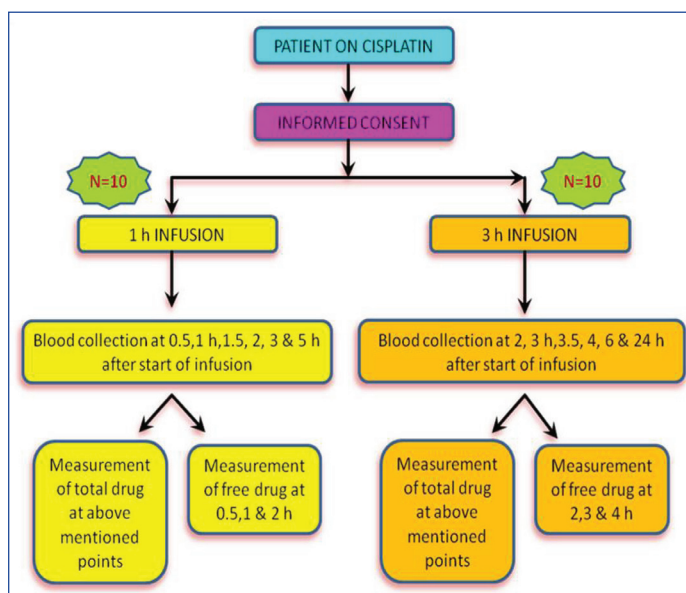 PATIENT ON CISPLATIN
INFORMED CONSENT
N=10
N=10
1 h INFUSION
3 h INFUSION
Blood collection at 0.5,1 h,1.5, 2, 3 & 5 h
after start of infusion
Blood collection at 2, 3 h,3.5, 4, 6 & 24 h
after start of infusion
Measurement
of total drug
at above
mentioned
points
Measurement
of free drug at
0.5,1 & 2 h
Measurement
of total drug
at above
mentioned
points
Measurement
of free drug at
2,3 & 4 h